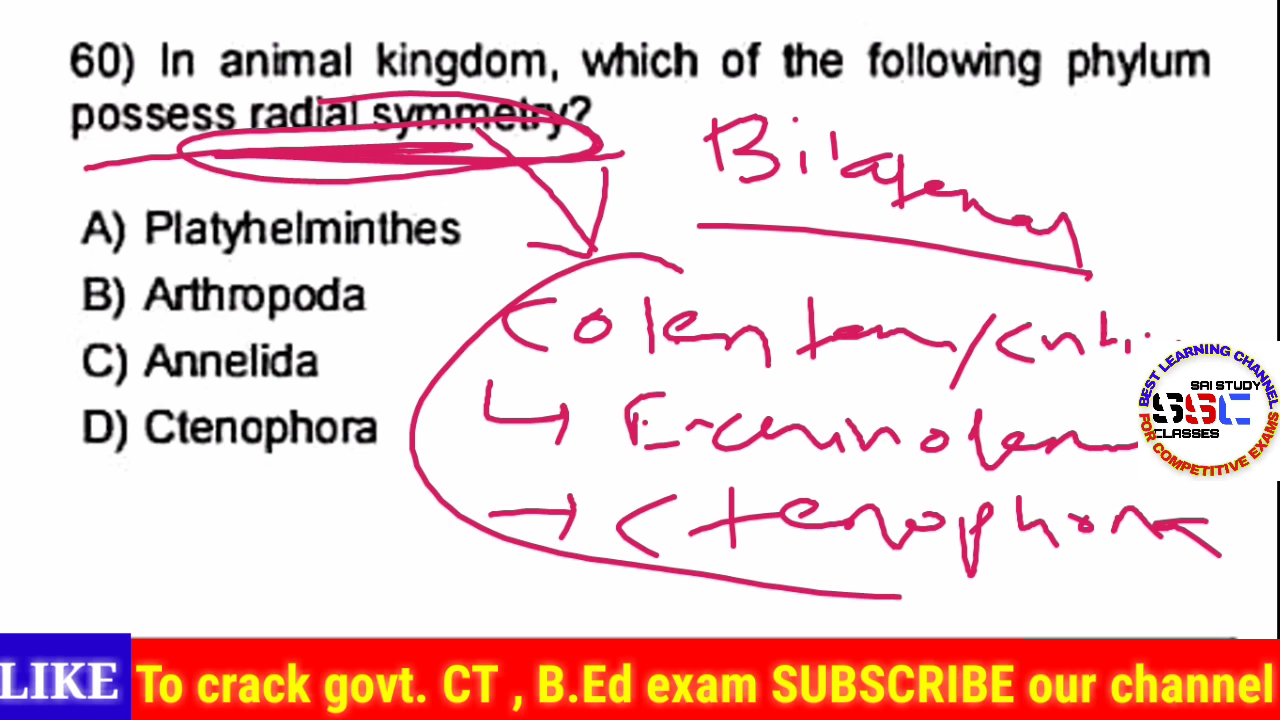 60) In animal kingdom, which of the following phylum
possess radial symmetry?
A) Platyhelminthes
B) Arthropoda
C) Annelida
D) Ctenophora
Ctenophora
BEST LEARNING CHANNEL
SAI STUDY
SSC
CLASSES
FOR COMPETITIVE EXAMS
LIKE
To crack govt. CT , B.Ed exam SUBSCRIBE our channel